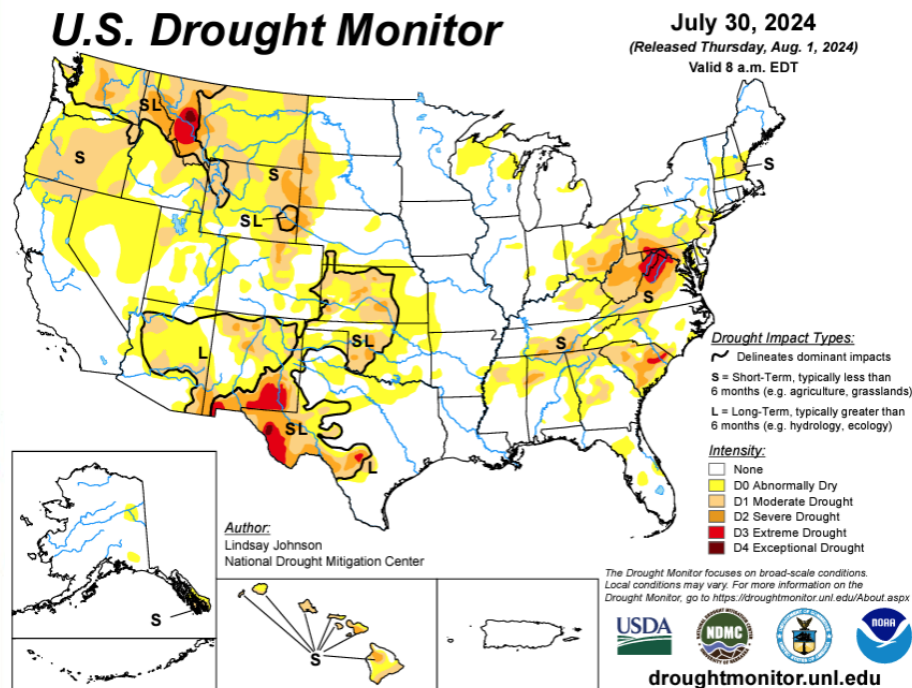 U.S. Drought Monitor
July 30, 2024
(Released Thursday, Aug. 1, 2024)
Valid 8 a.m. EDT
SL
S
S
SL
S
S
S
L
SL
SL
L
Drought Impact Types:
Delineates dominant impacts
S = Short-Term, typically less than
6 months (e.g. agriculture, grasslands)
L = Long-Term, typically greater than
6 months (e.g. hydrology, ecology)
Intensity:
None
D0 Abnormally Dry
D1 Moderate Drought
D2 Severe Drought
D3 Extreme Drought
D4 Exceptional Drought
Author:
Lindsay Johnson
National Drought Mitigation Center
S
S
The Drought Monitor focuses on broad-scale conditions.
Local conditions may vary. For more information on the
Drought Monitor, go to https://droughtmonitor.unl.edu/About.aspx
USDA
NDMC
NOAA
droughtmonitor.unl.edu